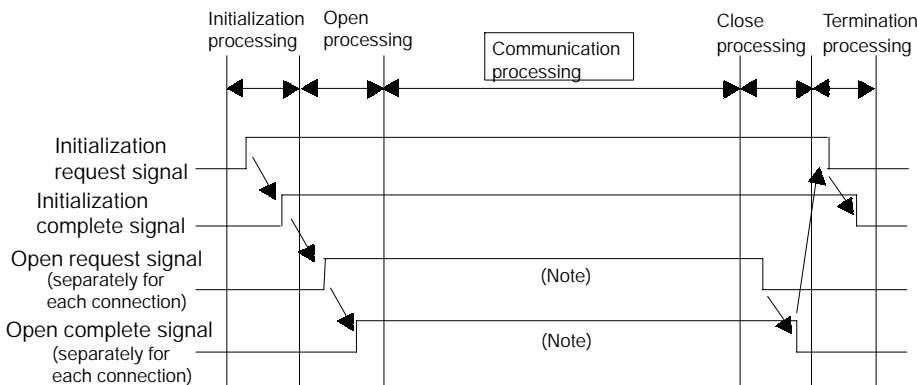 Initialization
processing
Open
processing
Communication
processing
Close
processing
Termination
processing
Initialization
request signal
Initialization
complete signal
Open request signal
(separately for
each connection)
(Note)
Open complete signal
(separately for
each connection)
(Note)